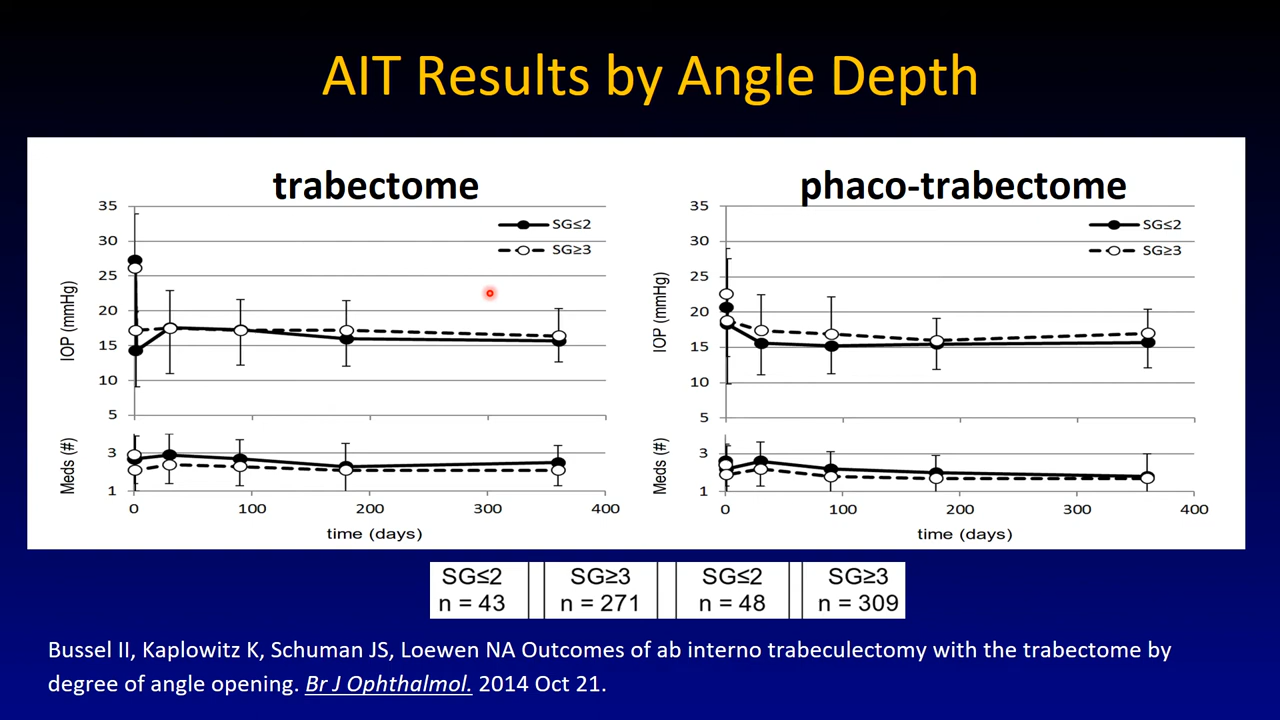 AIT Results by Angle Depth
trabectome
35
30
25
20
15
10
5
IOP (mmHg)
SG≤2
SG≥3
3
1
Meds (#)
0 100 200 300 400
time (days)
phaco-trabectome
35
30
25
20
15
10
5
IOP (mmHg)
SG≤2
SG≥3
3
1
Meds (#)
0 100 200 300 400
time (days)
SG≤2 SG≥3 SG≤2 SG≥3
n = 43 n = 271 n = 48 n = 309
Bussel II, Kaplowitz K, Schuman JS, Loewen NA Outcomes of ab interno trabeculectomy with the trabectome by
degree of angle opening. Br J Ophthalmol. 2014 Oct 21.